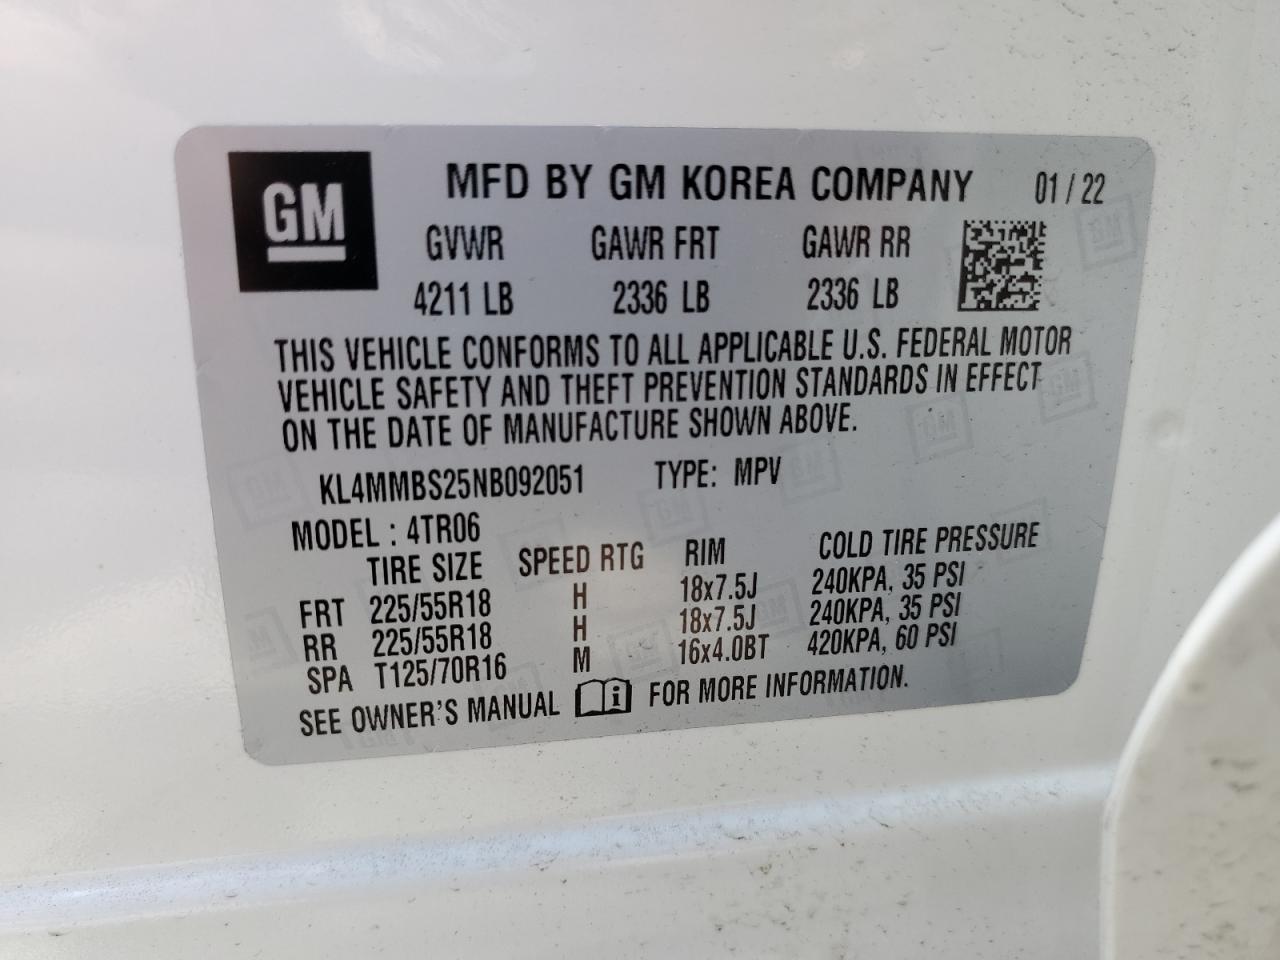 GM
MFD BY GM KOREA COMPANY 01 / 22
GVWR GAWR FRT GAWR RR
4211 LB 2336 LB 2336 LB
THIS VEHICLE CONFORMS TO ALL APPLICABLE U.S. FEDERAL MOTOR
VEHICLE SAFETY AND THEFT PREVENTION STANDARDS IN EFFECT
ON THE DATE OF MANUFACTURE SHOWN ABOVE.
KL4MMBS25NB092051 TYPE: MPV
MODEL : 4TR06
TIRE SIZE SPEED RTG RIM COLD TIRE PRESSURE
FRT 225/55R18 H 18x7.5J 240KPA, 35 PSI
RR 225/55R18 H 18x7.5J 240KPA, 35 PSI
SPA T125/70R16 M 16x4.0BT 420KPA, 60 PSI
SEE OWNER'S MANUAL i FOR MORE INFORMATION.